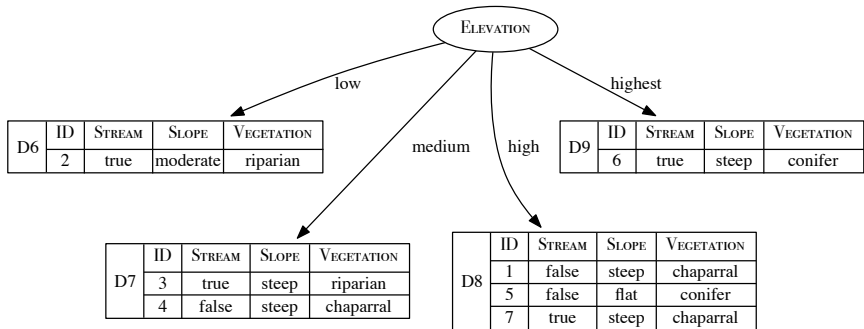 ELEVATION
low
medium
high
highest
D6
ID STREAM SLOPE VEGETATION
2 true moderate riparian
D9
ID STREAM SLOPE VEGETATION
6 true steep conifer
D7
ID STREAM SLOPE VEGETATION
3 true steep riparian
4 false steep chaparral
D8
ID STREAM SLOPE VEGETATION
1 false steep chaparral
5 false flat conifer
7 true steep chaparral